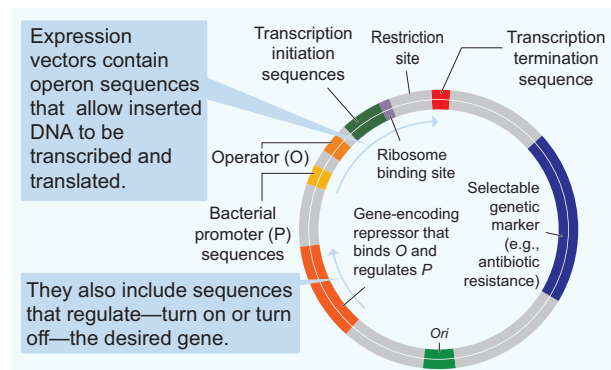 Expression
vectors contain
operon sequences
that allow inserted
DNA to be
transcribed and
translated.
Transcription
initiation
sequences
Restriction
site
Transcription
termination
sequence
Operator (O)
Ribosome
binding site
Bacterial
promoter (P)
sequences
Gene-encoding
repressor that
binds O and
regulates P
Selectable
genetic
marker
(e.g.,
antibiotic
resistance)
They also include sequences
that regulate—turn on or turn
off—the desired gene.
Ori